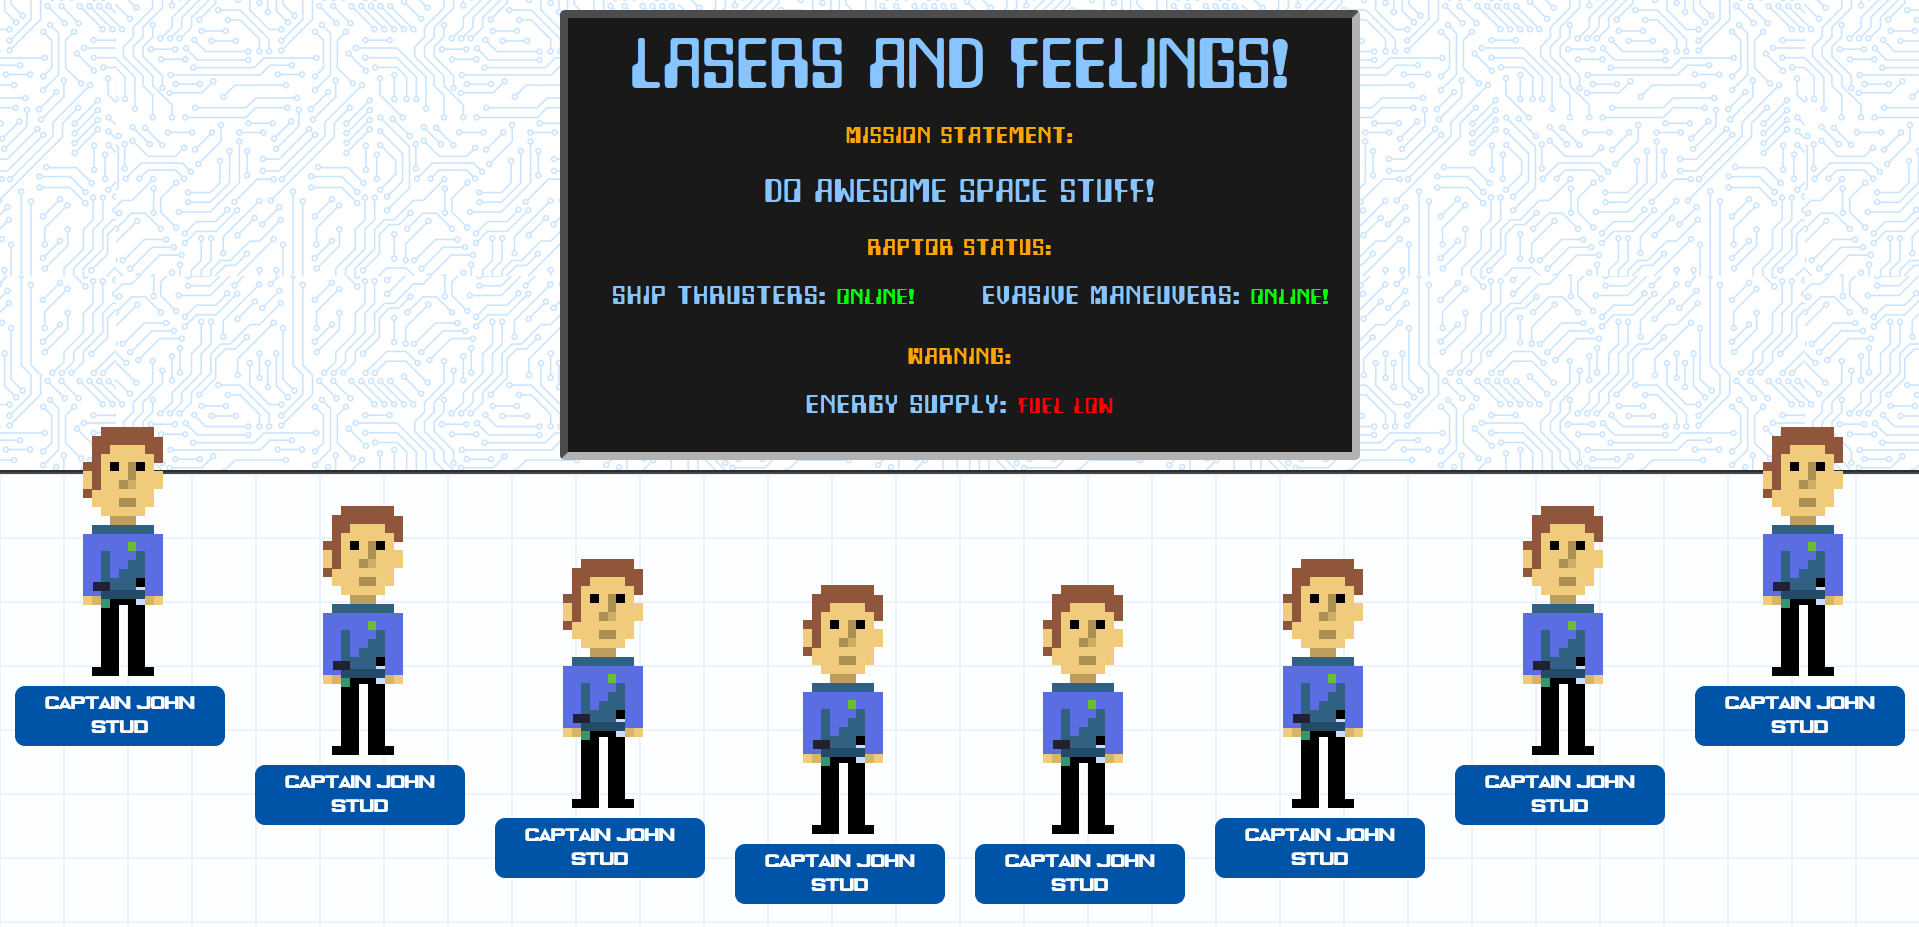 LASERS AND FEELINGS!
MISSION STATEMENT:
DO AWESOME SPACE STUFF!
RAPTOR STATUS:
SHIP THRUSTERS: ONLINE! EVASIVE MANEUVERS: ONLINE!
WARNING:
ENERGY SUPPLY: FUEL LOW
CAPTAIN JOHN
STUD
CAPTAIN JOHN
STUD
CAPTAIN JOHN
STUD
CAPTAIN JOHN
STUD
CAPTAIN JOHN
STUD
CAPTAIN JOHN
STUD
CAPTAIN JOHN
STUD
CAPTAIN JOHN
STUD